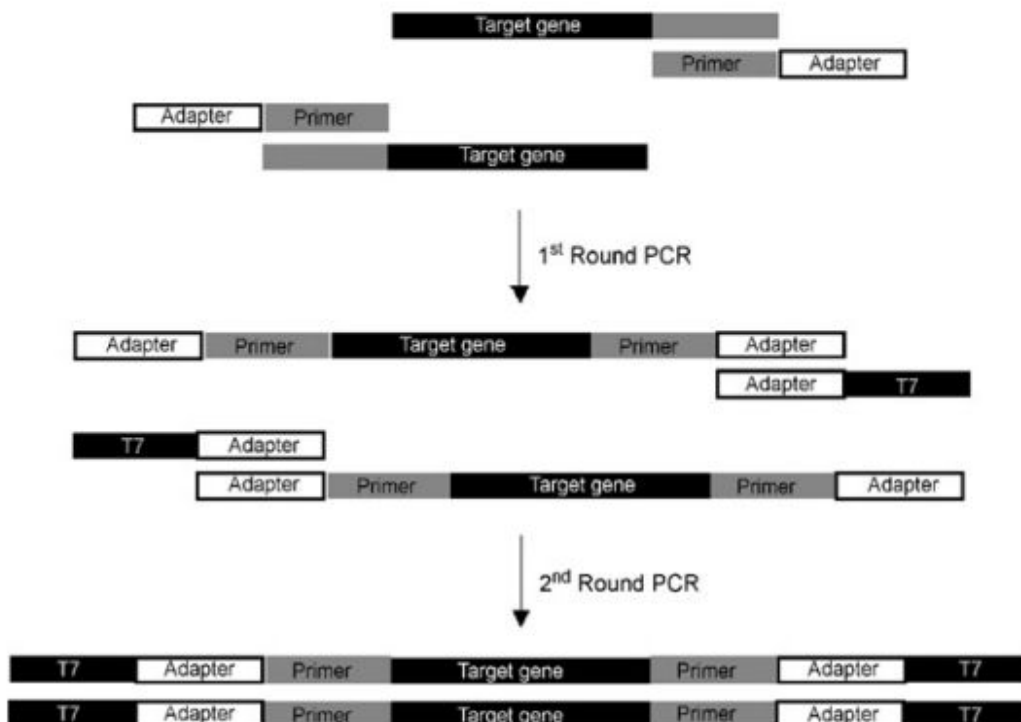 Target gene
Primer Adapter
Adapter Primer
Target gene
1st Round PCR
Adapter Primer Target gene Primer Adapter
Adapter T7
T7 Adapter
Adapter Primer Target gene Primer Adapter
2nd Round PCR
T7 Adapter Primer Target gene Primer Adapter T7
T7 Adapter Primer Target gene Primer Adapter T7